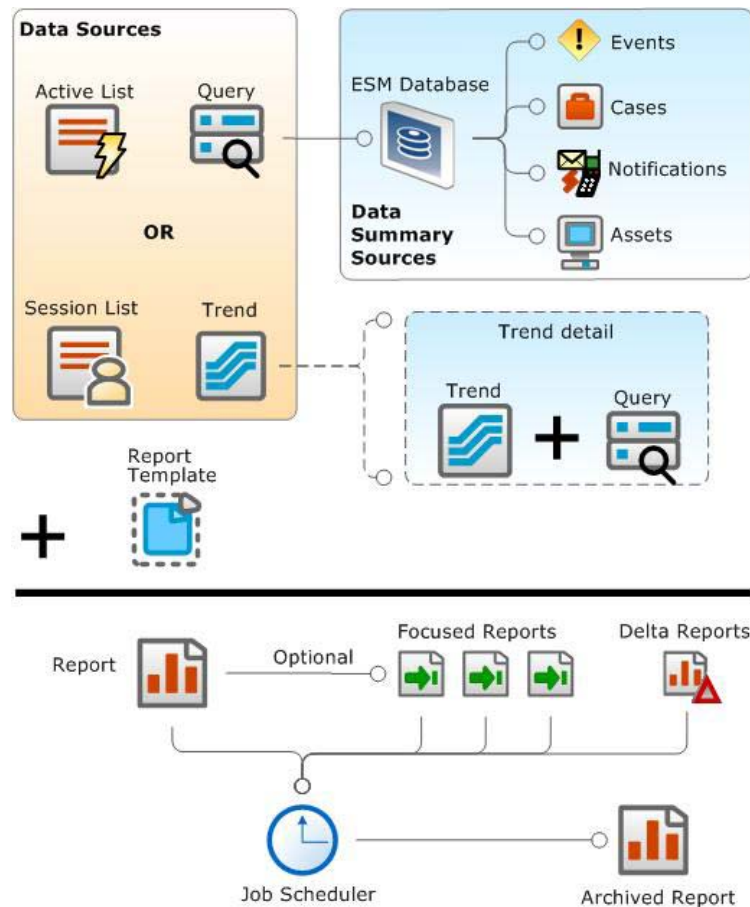 Data Sources
Active List
Query
OR
Session List
Trend
ESM Database
Data
Summary
Sources
Events
Cases
Notifications
Assets
Trend detail
Trend
Query
Report
Template
Report
Optional
Focused Reports
Delta Reports
Job Scheduler
Archived Report